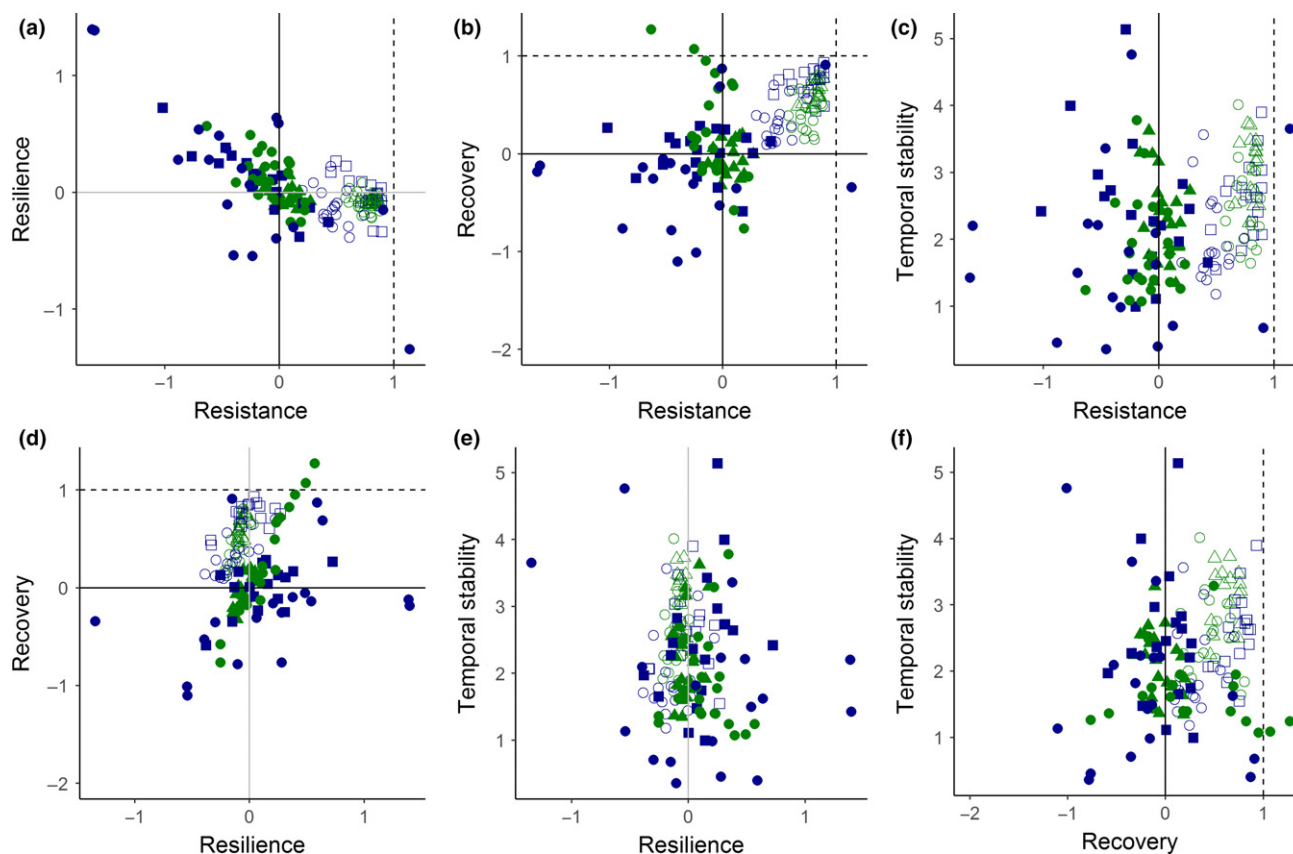 (a)
Resilience
1
0
−1
−1
0
1
Resistance
(b)
Recovery
1
0
−1
−2
−1
0
1
Resistance
(c)
Temporal stability
5
4
3
2
1
−1
0
1
Resistance
(d)
Recovery
1
0
−1
−2
−1
0
1
Resilience
(e)
Temporal stability
5
4
3
2
1
−1
0
1
Resilience
(f)
Temporal stability
5
4
3
2
1
−2
−1
0
1
Recovery